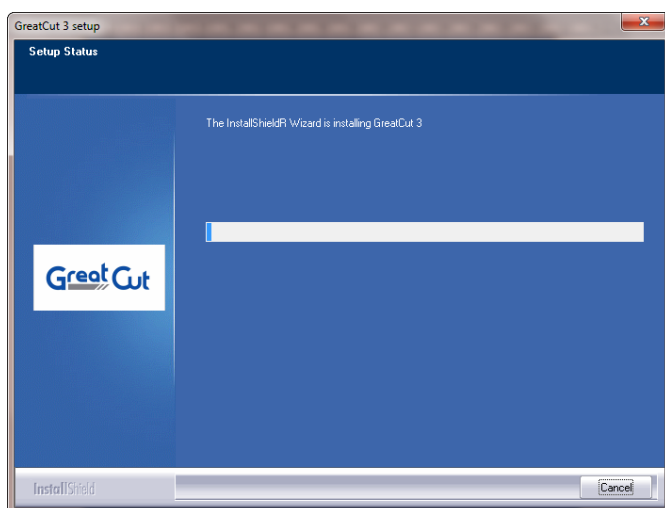 GreatCut 3 setup
Setup Status
The InstallShieldR Wizard is installing GreatCut 3
Great Cut
InstallShield
Cancel